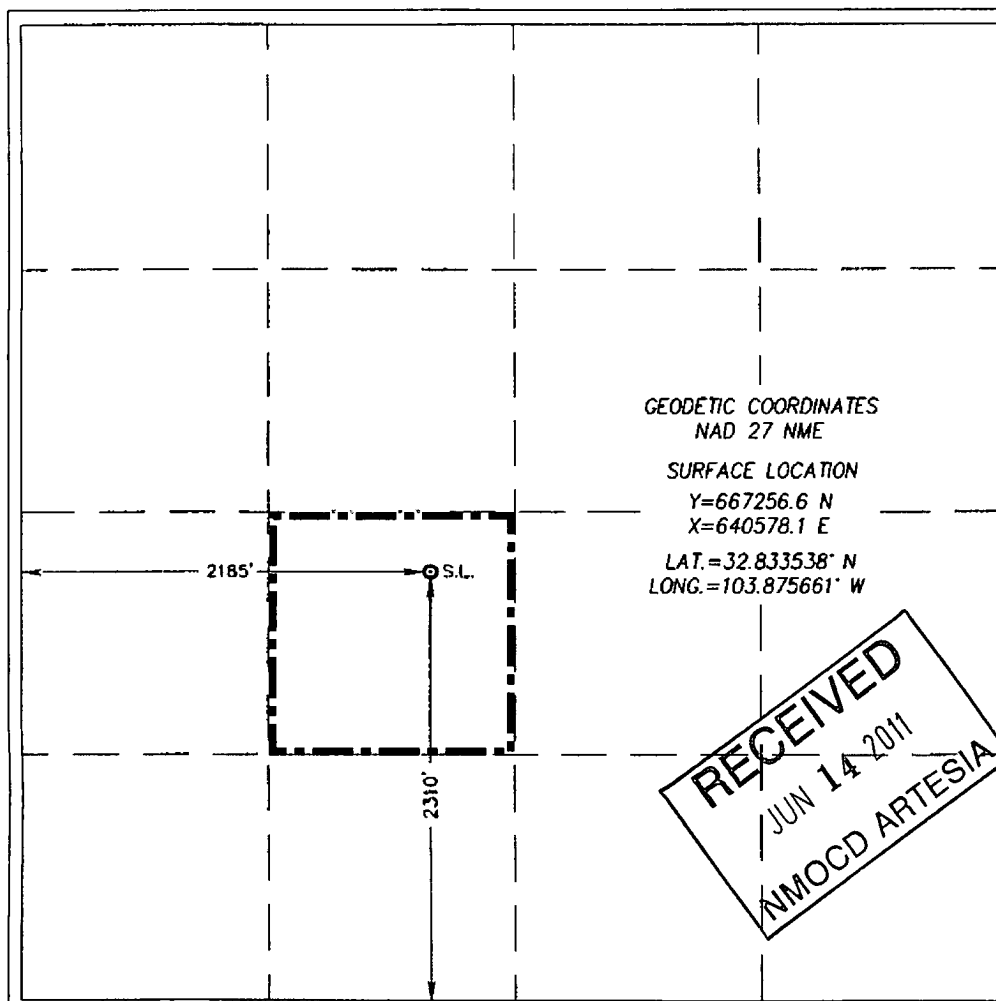 GEODETIC COORDINATES
NAD 27 NME
SURFACE LOCATION
Y=667256.6 N
X=640578.1 E
LAT.=32.833538° N
LONG.=103.875661° W
2185'
S.L.
2310'
RECEIVED
JUN 14 2011
NMOCD ARTESIA